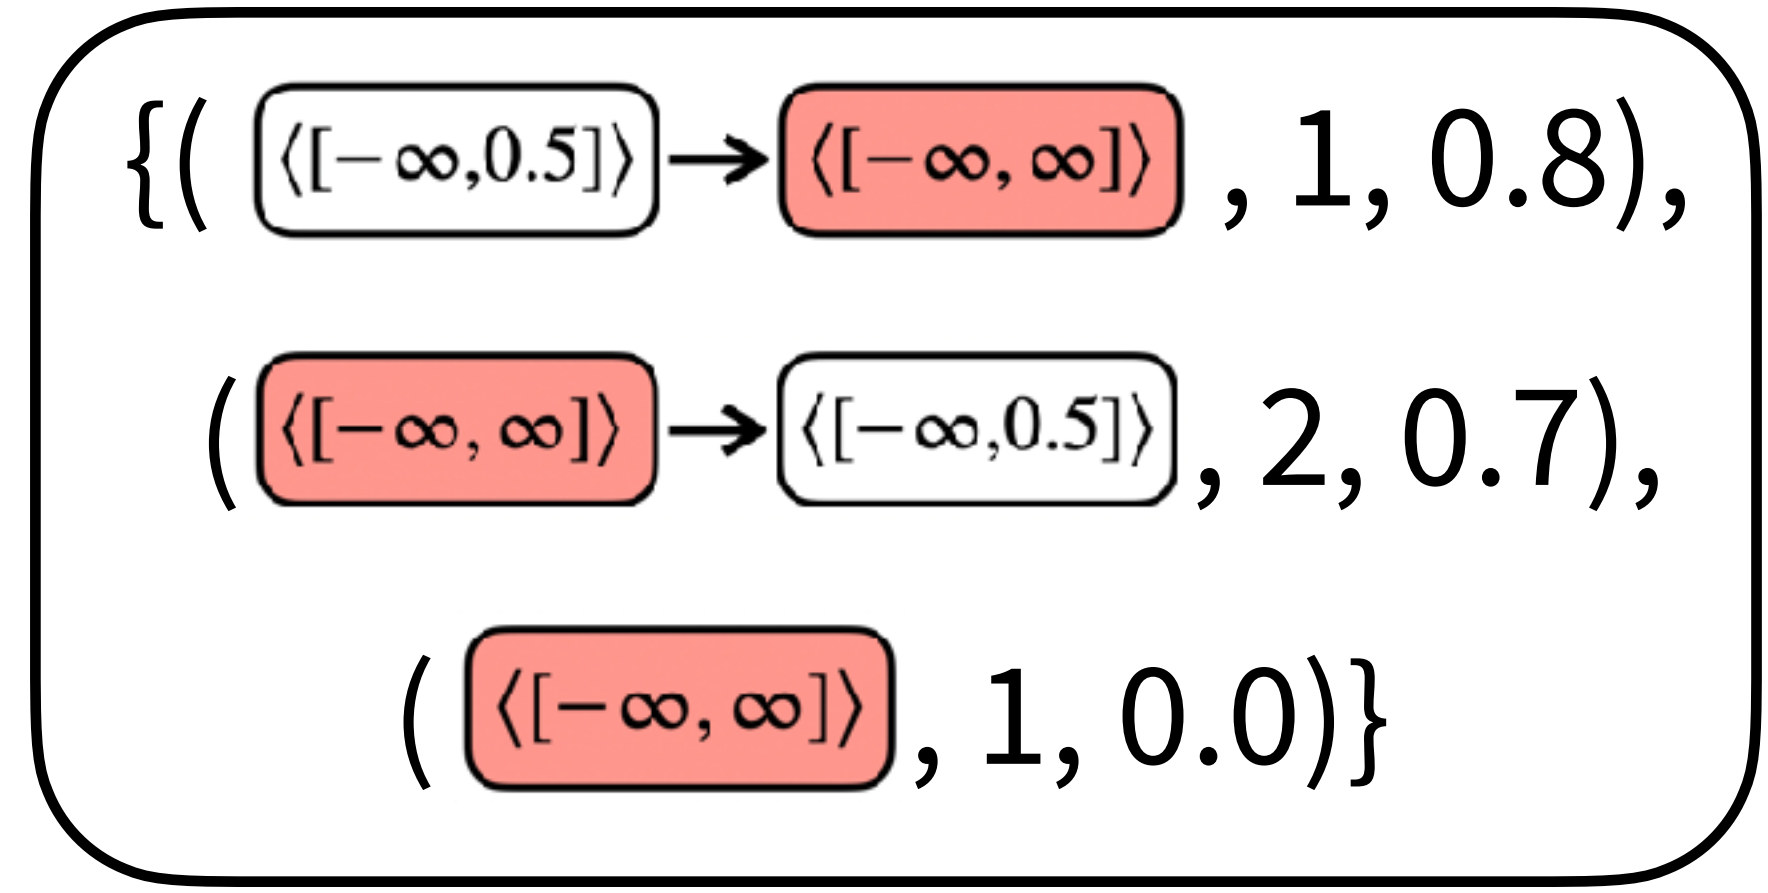 {( ⟨[−∞,0.5]⟩ → ⟨[−∞, ∞]⟩ , 1, 0.8),
( ⟨[−∞, ∞]⟩ → ⟨[−∞,0.5]⟩ , 2, 0.7),
( ⟨[−∞, ∞]⟩ , 1, 0.0)}